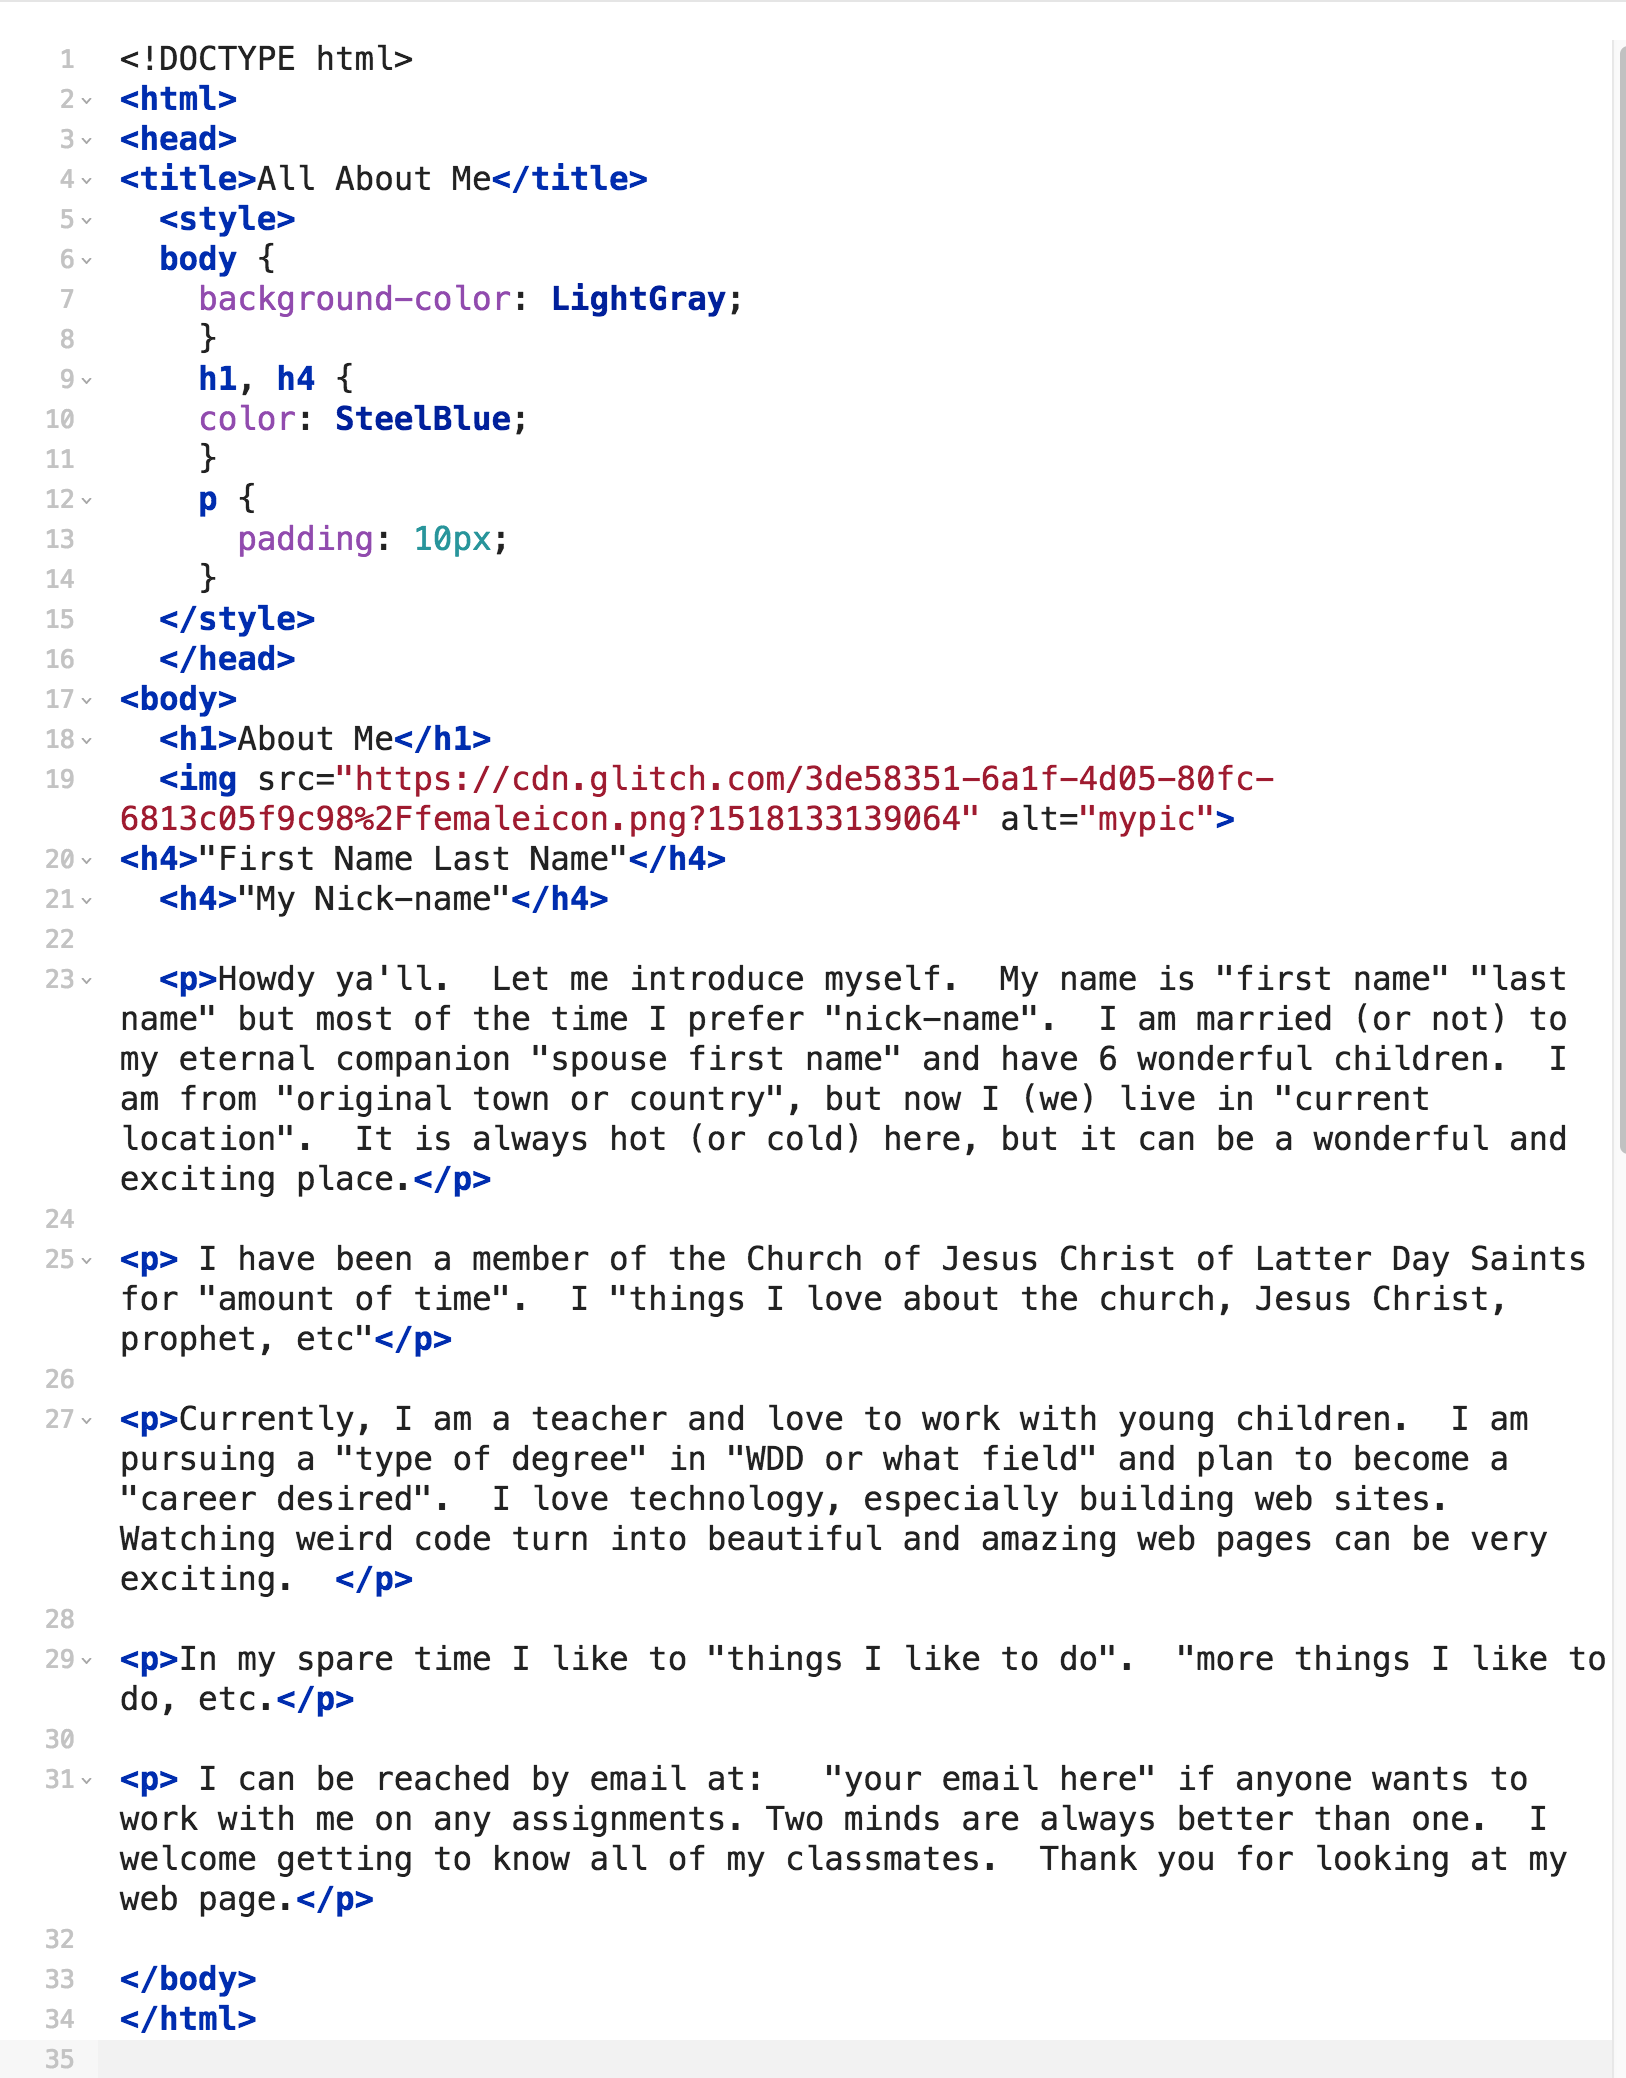 1 <!DOCTYPE html>
2 <html>
3 <head>
4 <title>All About Me</title>
5   <style>
6   body {
7     background-color: LightGray;
8     }
9     h1, h4 {
10     color: SteelBlue;
11     }
12     p {
13       padding: 10px;
14     }
15   </style>
16   </head>
17 <body>
18   <h1>About Me</h1>
19   <img src="https://cdn.glitch.com/3de58351-6a1f-4d05-80fc-
6813c05f9c98%2Ffemaleicon.png?1518133139064" alt="mypic">
20 <h4>"First Name Last Name"</h4>
21   <h4>"My Nick-name"</h4>
22
23   <p>Howdy ya'll.  Let me introduce myself.  My name is "first name" "last
name" but most of the time I prefer "nick-name".  I am married (or not) to
my eternal companion "spouse first name" and have 6 wonderful children.  I
am from "original town or country", but now I (we) live in "current
location".  It is always hot (or cold) here, but it can be a wonderful and
exciting place.</p>
24
25 <p> I have been a member of the Church of Jesus Christ of Latter Day Saints
for "amount of time".  I "things I love about the church, Jesus Christ,
prophet, etc"</p>
26
27 <p>Currently, I am a teacher and love to work with young children.  I am
pursuing a "type of degree" in "WDD or what field" and plan to become a
"career desired".  I love technology, especially building web sites.
Watching weird code turn into beautiful and amazing web pages can be very
exciting.  </p>
28
29 <p>In my spare time I like to "things I like to do".  "more things I like to
do, etc.</p>
30
31 <p> I can be reached by email at:   "your email here" if anyone wants to
work with me on any assignments. Two minds are always better than one.  I
welcome getting to know all of my classmates.  Thank you for looking at my
web page.</p>
32
33 </body>
34 </html>
35